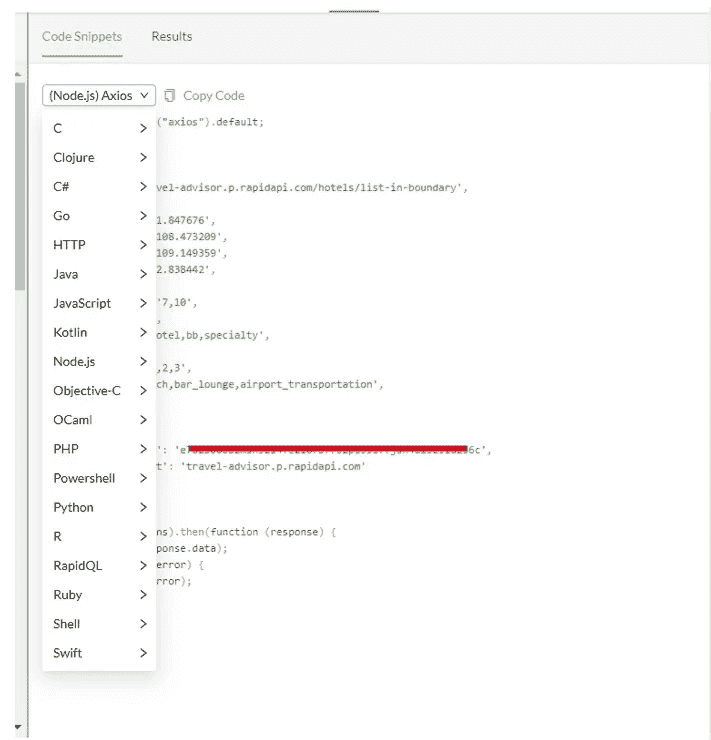 Code Snippets Results
(Node.js) Axios Copy Code
C
Clojure
C#
Go
HTTP
Java
JavaScript
Kotlin
Node.js
Objective-C
OCaml
PHP
Powershell
Python
R
RapidQL
Ruby
Shell
Swift
("axios").default;
vel-advisor.p.rapidapi.com/hotels/list-in-boundary',
1.847676',
108.473209',
109.149359',
2.838442',
'7,10',
,
otel,bb,specialty',
,2,3',
ch,bar_lounge,airport_transportation',
': '
t': 'travel-advisor.p.rapidapi.com'
ns).then(function (response) {
ponse.data);
error) {
rror);